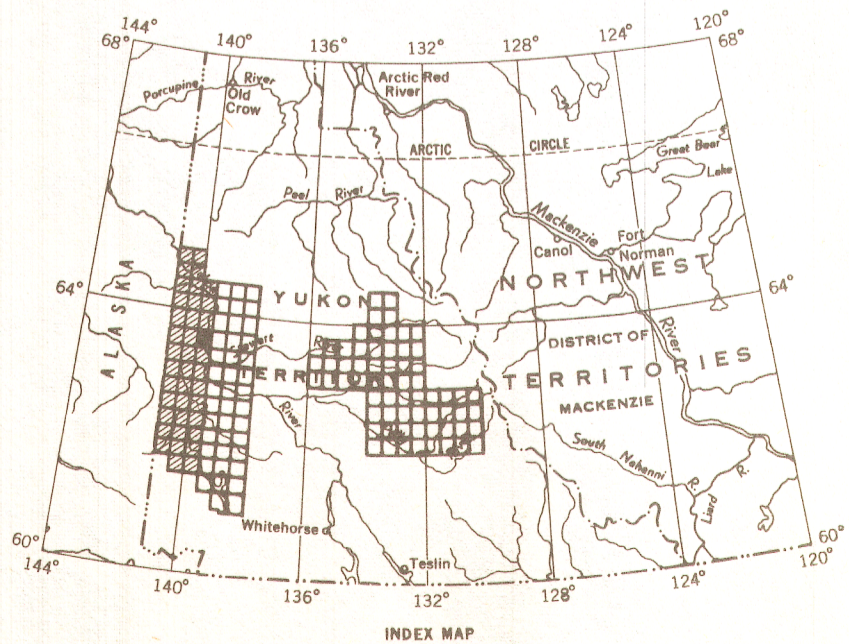 144°
140°
136°
132°
128°
124°
120°
68°
68°
Porcupine River
Old
Crow
Arctic Red
River
ARCTIC CIRCLE
Great Bear
Lake
Peel River
Mackenzie
Canol
Fort
Norman
64°
64°
ALASKA
YUKON
NORTHWEST
River
DISTRICT OF
TERRITORY
TERRITORIES
MACKENZIE
River
South Nahanni R.
Liard R.
Whitehorse
Teslin
60°
60°
144°
140°
136°
132°
128°
124°
120°
INDEX MAP